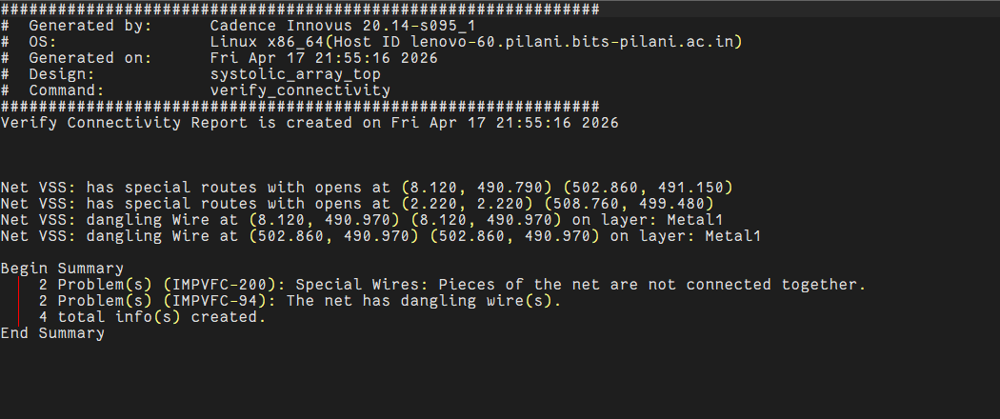 ###############################################################
#  Generated by:      Cadence Innovus 20.14-s095_1
#  OS:                Linux x86_64(Host ID lenovo-60.pilani.bits-pilani.ac.in)
#  Generated on:      Fri Apr 17 21:55:16 2026
#  Design:            systolic_array_top
#  Command:           verify_connectivity
###############################################################
Verify Connectivity Report is created on Fri Apr 17 21:55:16 2026
Net VSS: has special routes with opens at (8.120, 490.790) (502.860, 491.150)
Net VSS: has special routes with opens at (2.220, 2.220) (508.760, 499.480)
Net VSS: dangling Wire at (8.120, 490.970) (8.120, 490.970) on layer: Metal1
Net VSS: dangling Wire at (502.860, 490.970) (502.860, 490.970) on layer: Metal1
Begin Summary
    2 Problem(s) (IMPVFC-200): Special Wires: Pieces of the net are not connected together.
    2 Problem(s) (IMPVFC-94): The net has dangling wire(s).
    4 total info(s) created.
End Summary